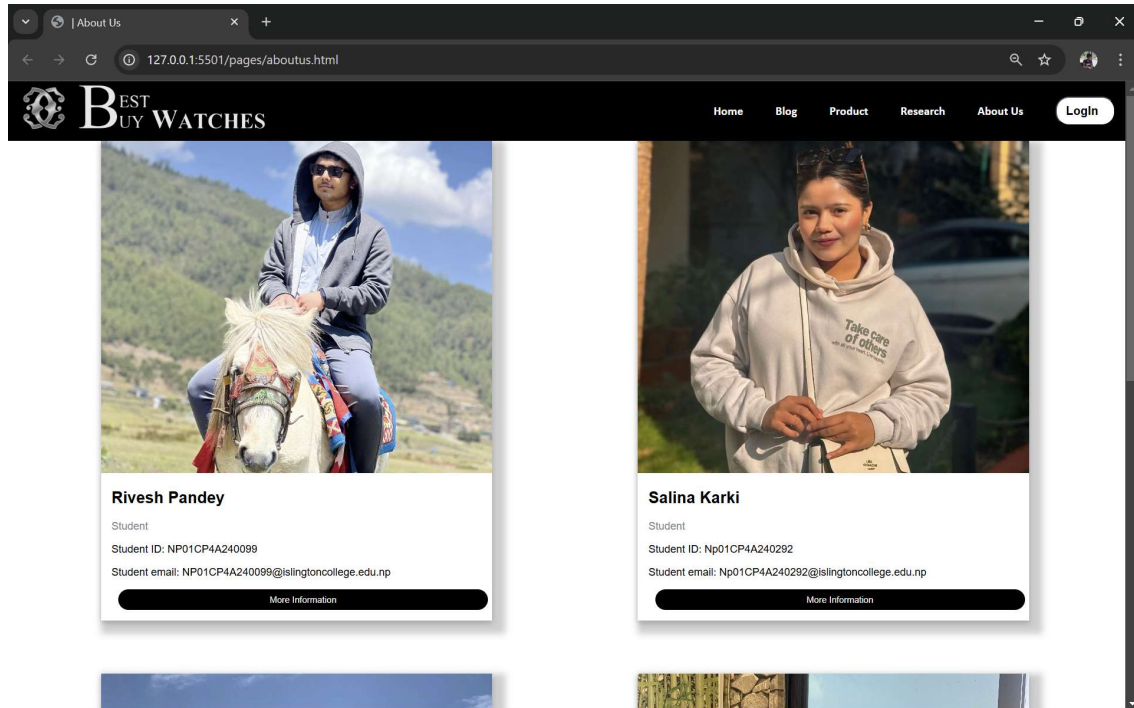 | About Us
127.0.0.1:5501/pages/aboutus.html
BEST
BUY WATCHES
Home Blog Product Research About Us LogIn
Take care
of others
Rivesh Pandey
Student
Student ID: NP01CP4A240099
Student email: NP01CP4A240099@islingtoncollege.edu.np
More Information
Salina Karki
Student
Student ID: Np01CP4A240292
Student email: Np01CP4A240292@islingtoncollege.edu.np
More Information